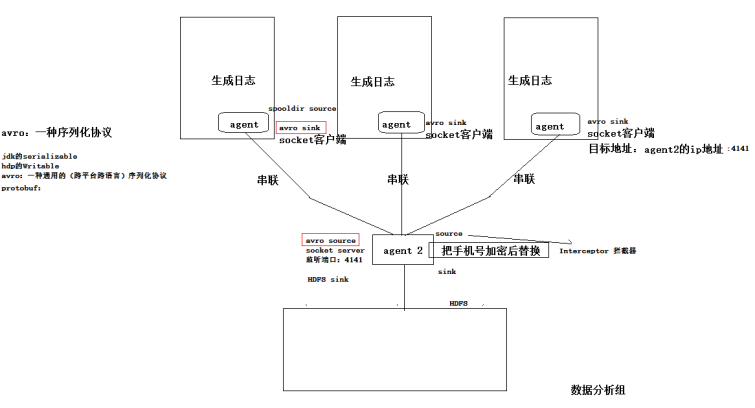 生成日志
生成日志
生成日志
spooldir source
agent
avro sink
socket客户端
agent
avro sink
socket客户端
agent
avro sink
socket客户端
目标地址：agent2的ip地址:4141
avro：一种序列化协议
jdk的serializable
hdp的Writable
avro：一种通用的（跨平台跨语言）序列化协议
protobuf：
串联
串联
串联
avro source
socket server
监听端口：4141
HDFS sink
source
agent 2
把手机号加密后替换
Interceptor 拦截器
sink
HDFS
数据分析组